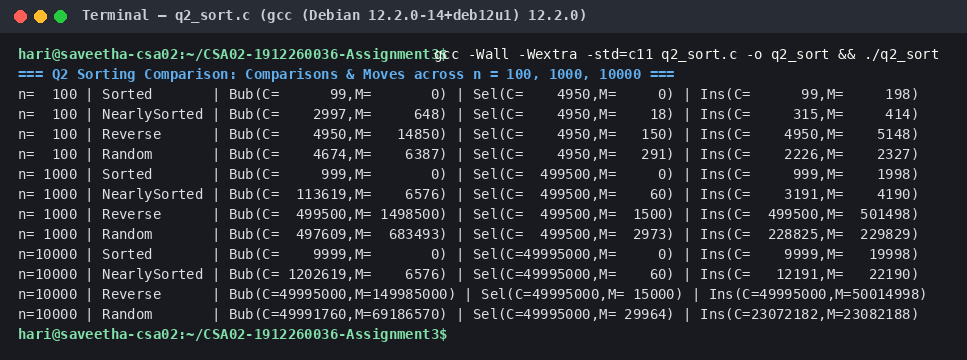 Terminal — q2_sort.c (gcc (Debian 12.2.0-14+deb12u1) 12.2.0)
hari@saveetha-csa02:~/CSA02-1912260036-Assignment3$ gcc -Wall -Wextra -std=c11 q2_sort.c -o q2_sort && ./q2_sort
=== Q2 Sorting Comparison: Comparisons & Moves across n = 100, 1000, 10000 ===
n=  100 | Sorted       | Bub(C=      99,M=       0) | Sel(C=    4950,M=     0) | Ins(C=      99,M=     198)
n=  100 | NearlySorted | Bub(C=    2997,M=     648) | Sel(C=    4950,M=    18) | Ins(C=     315,M=     414)
n=  100 | Reverse      | Bub(C=    4950,M=   14850) | Sel(C=    4950,M=   150) | Ins(C=    4950,M=    5148)
n=  100 | Random       | Bub(C=    4674,M=    6387) | Sel(C=    4950,M=   291) | Ins(C=    2226,M=    2327)
n= 1000 | Sorted       | Bub(C=     999,M=       0) | Sel(C=  499500,M=     0) | Ins(C=     999,M=    1998)
n= 1000 | NearlySorted | Bub(C=  113619,M=    6576) | Sel(C=  499500,M=    60) | Ins(C=    3191,M=    4190)
n= 1000 | Reverse      | Bub(C=  499500,M= 1498500) | Sel(C=  499500,M=  1500) | Ins(C=  499500,M=  501498)
n= 1000 | Random       | Bub(C=  497609,M=  683493) | Sel(C=  499500,M=  2973) | Ins(C=  228825,M=  229829)
n=10000 | Sorted       | Bub(C=    9999,M=       0) | Sel(C=49995000,M=     0) | Ins(C=    9999,M=   19998)
n=10000 | NearlySorted | Bub(C= 1202619,M=    6576) | Sel(C=49995000,M=    60) | Ins(C=   12191,M=   22190)
n=10000 | Reverse      | Bub(C=49995000,M=149985000) | Sel(C=49995000,M= 15000) | Ins(C=49995000,M=50014998)
n=10000 | Random       | Bub(C=49991760,M=69186570) | Sel(C=49995000,M= 29964) | Ins(C=23072182,M=23082188)
hari@saveetha-csa02:~/CSA02-1912260036-Assignment3$